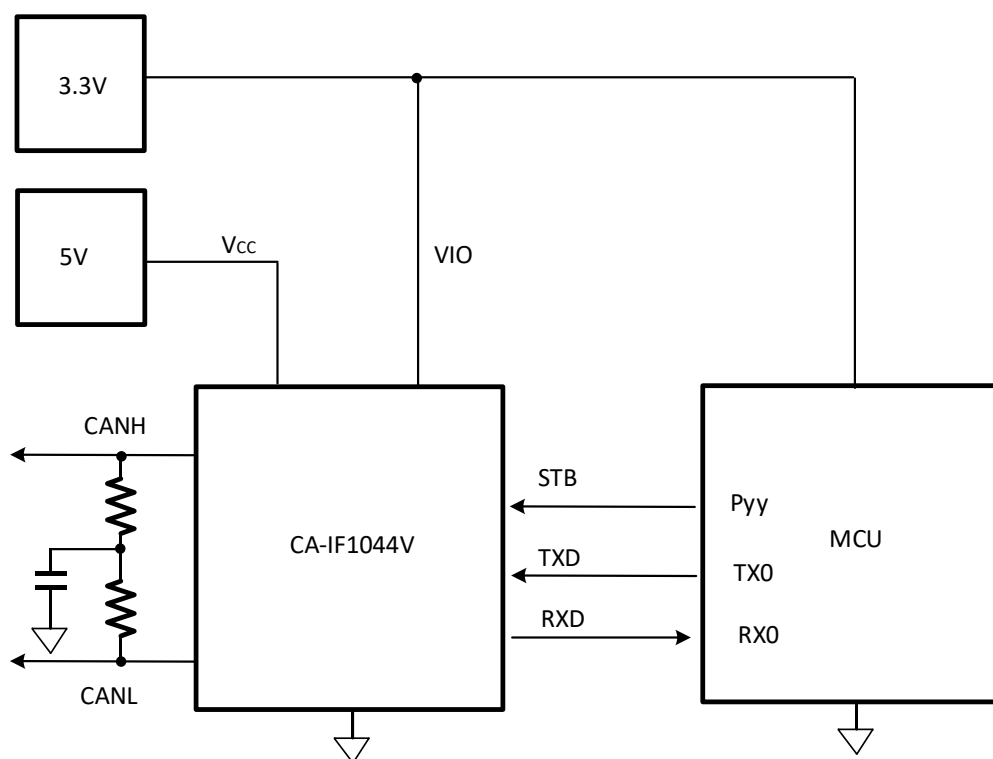 3.3V
5V
VCC
VIO
CANH
STB
Pyy
CA-IF1044V
MCU
TXD
TX0
RXD
RX0
CANL